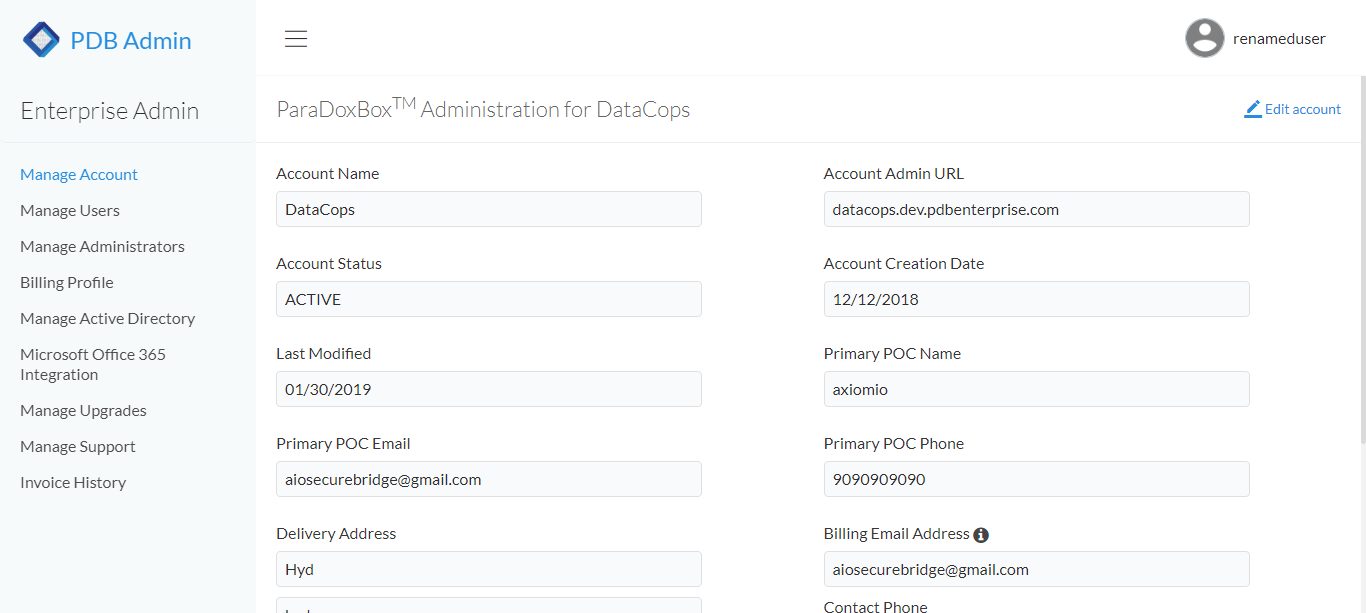 PDB Admin
renameduser
Enterprise Admin
ParaDoxBox™ Administration for DataCops
Edit account
Manage Account
Manage Users
Manage Administrators
Billing Profile
Manage Active Directory
Microsoft Office 365
Integration
Manage Upgrades
Manage Support
Invoice History
Account Name
DataCops
Account Admin URL
datacops.dev.pdbenterprise.com
Account Status
ACTIVE
Account Creation Date
12/12/2018
Last Modified
01/30/2019
Primary POC Name
axiomio
Primary POC Email
aiosecurebridge@gmail.com
Primary POC Phone
9090909090
Delivery Address
Hyd
Billing Email Address
aiosecurebridge@gmail.com
Contact Phone